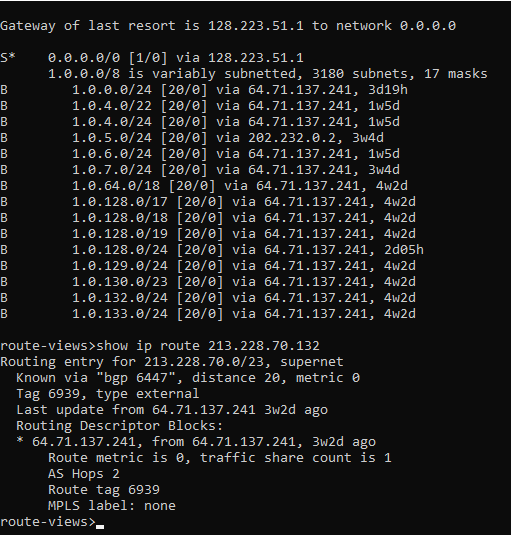 Gateway of last resort is 128.223.51.1 to network 0.0.0.0
S*    0.0.0.0/0 [1/0] via 128.223.51.1
      1.0.0.0/8 is variably subnetted, 3180 subnets, 17 masks
B        1.0.0.0/24 [20/0] via 64.71.137.241, 3d19h
B        1.0.4.0/22 [20/0] via 64.71.137.241, 1w5d
B        1.0.4.0/24 [20/0] via 64.71.137.241, 1w5d
B        1.0.5.0/24 [20/0] via 202.232.0.2, 3w4d
B        1.0.6.0/24 [20/0] via 64.71.137.241, 1w5d
B        1.0.7.0/24 [20/0] via 64.71.137.241, 3w4d
B        1.0.64.0/18 [20/0] via 64.71.137.241, 4w2d
B        1.0.128.0/17 [20/0] via 64.71.137.241, 4w2d
B        1.0.128.0/18 [20/0] via 64.71.137.241, 4w2d
B        1.0.128.0/19 [20/0] via 64.71.137.241, 4w2d
B        1.0.128.0/24 [20/0] via 64.71.137.241, 2d05h
B        1.0.129.0/24 [20/0] via 64.71.137.241, 4w2d
B        1.0.130.0/23 [20/0] via 64.71.137.241, 4w2d
B        1.0.132.0/24 [20/0] via 64.71.137.241, 4w2d
B        1.0.133.0/24 [20/0] via 64.71.137.241, 4w2d
route-views>show ip route 213.228.70.132
Routing entry for 213.228.70.0/23, supernet
  Known via "bgp 6447", distance 20, metric 0
  Tag 6939, type external
  Last update from 64.71.137.241 3w2d ago
  Routing Descriptor Blocks:
  * 64.71.137.241, from 64.71.137.241, 3w2d ago
      Route metric is 0, traffic share count is 1
      AS Hops 2
      Route tag 6939
      MPLS label: none
route-views>